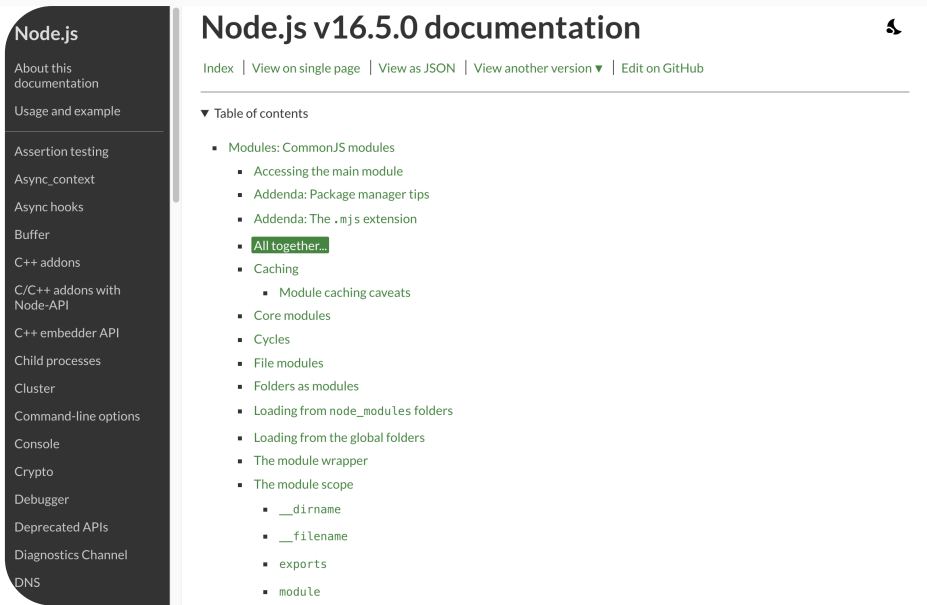 Node.js
About this
documentation
Usage and example
Assertion testing
Async_context
Async hooks
Buffer
C++ addons
C/C++ addons with
Node-API
C++ embedder API
Child processes
Cluster
Command-line options
Console
Crypto
Debugger
Deprecated APIs
Diagnostics Channel
DNS
Node.js v16.5.0 documentation
Index | View on single page | View as JSON | View another version ▼ | Edit on GitHub
▼ Table of contents
Modules: CommonJS modules
Accessing the main module
Addenda: Package manager tips
Addenda: The .mjs extension
All together...
Caching
Module caching caveats
Core modules
Cycles
File modules
Folders as modules
Loading from node_modules folders
Loading from the global folders
The module wrapper
The module scope
__dirname
__filename
exports
module